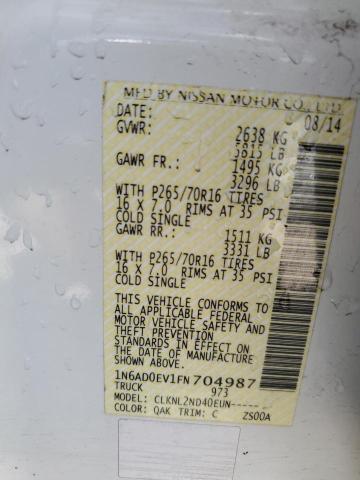 MFD BY NISSAN MOTOR CO., LTD.
DATE: 08/14
GVWR: 2638 KG
5815 LB
GAWR FR.: 1495 KG
3296 LB
WITH P265/70R16 TIRES
16 X 7.0 RIMS AT 35 PSI
COLD SINGLE
GAWR RR.: 1511 KG
3331 LB
WITH P265/70R16 TIRES
16 X 7.0 RIMS AT 35 PSI
COLD SINGLE
THIS VEHICLE CONFORMS TO
ALL APPLICABLE FEDERAL
MOTOR VEHICLE SAFETY AND
THEFT PREVENTION
STANDARDS IN EFFECT
ON THE DATE OF MANUFACTURE
SHOWN ABOVE.
1N6AD0EV1FN704987
TRUCK 973
MODEL: CLKNL2ND40EUN-----
COLOR: QAK TRIM: C ZS00A